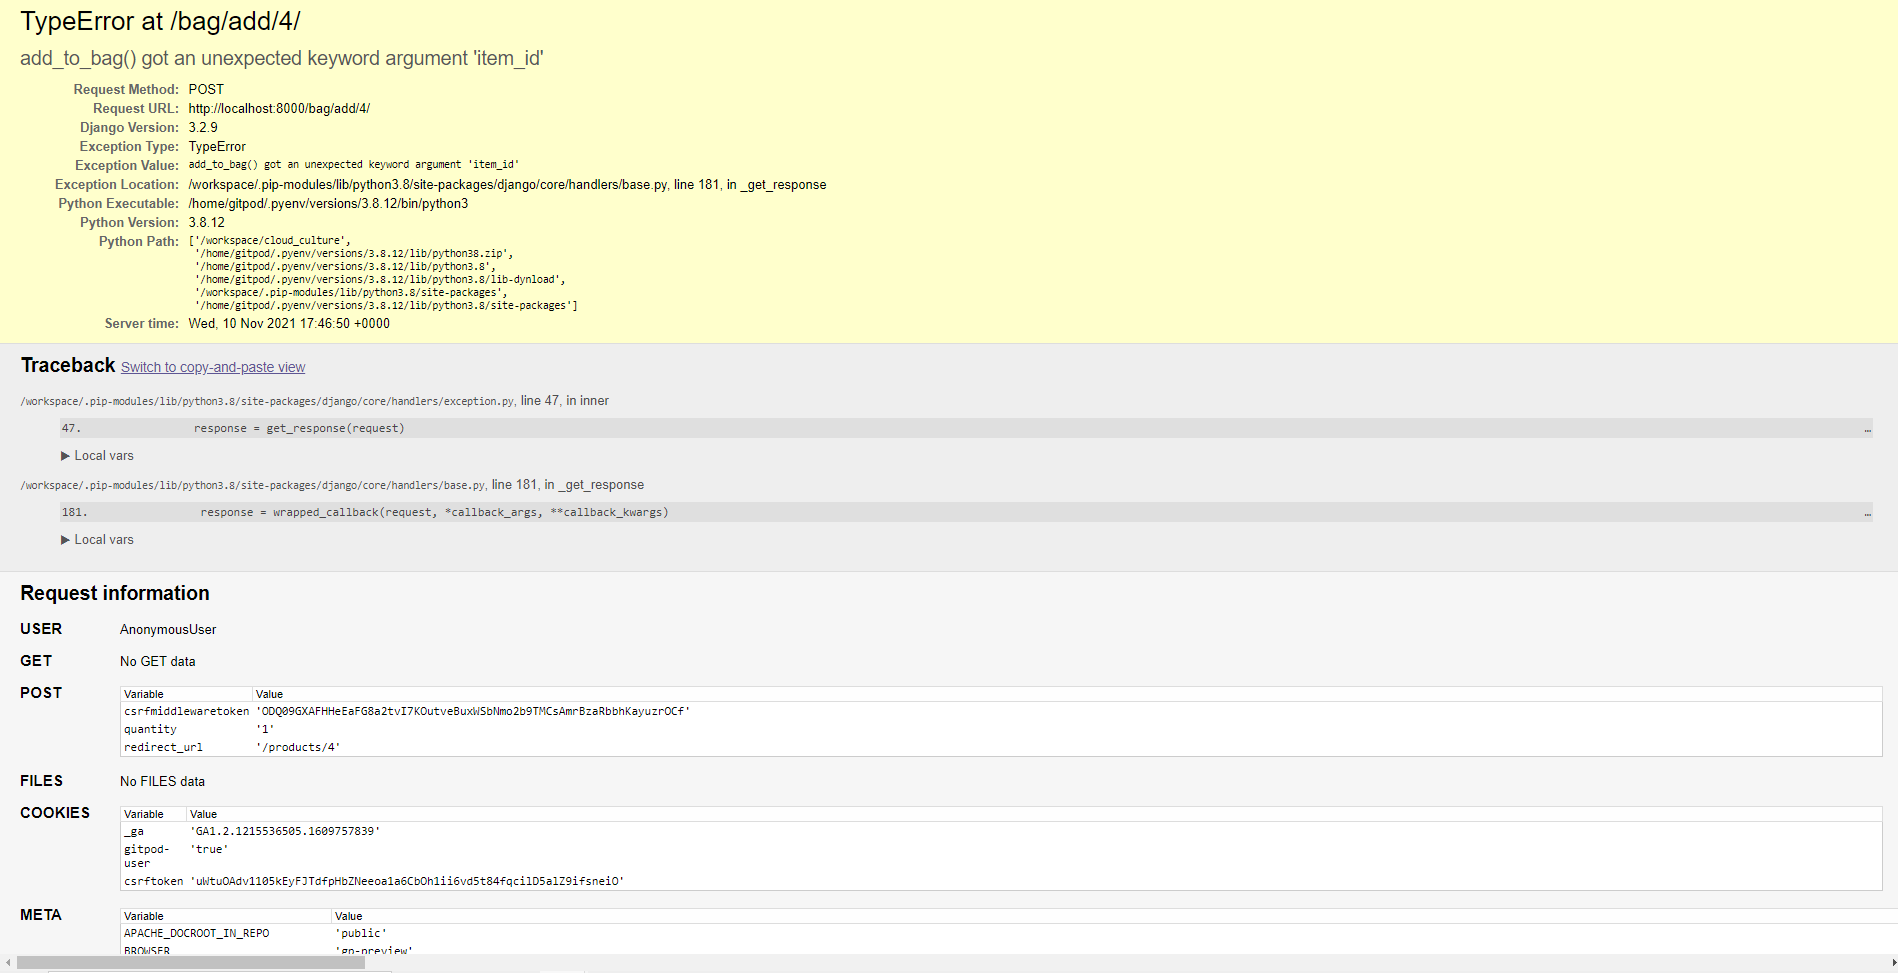 TypeError at /bag/add/4/
add_to_bag() got an unexpected keyword argument 'item_id'
Request Method: POST
Request URL: http://localhost:8000/bag/add/4/
Django Version: 3.2.9
Exception Type: TypeError
Exception Value: add_to_bag() got an unexpected keyword argument 'item_id'
Exception Location: /workspace/.pip-modules/lib/python3.8/site-packages/django/core/handlers/base.py, line 181, in _get_response
Python Executable: /home/gitpod/.pyenv/versions/3.8.12/bin/python3
Python Version: 3.8.12
Python Path: ['/workspace/cloud_culture',
'/home/gitpod/.pyenv/versions/3.8.12/lib/python38.zip',
'/home/gitpod/.pyenv/versions/3.8.12/lib/python3.8',
'/home/gitpod/.pyenv/versions/3.8.12/lib/python3.8/lib-dynload',
'/workspace/.pip-modules/lib/python3.8/site-packages',
'/home/gitpod/.pyenv/versions/3.8.12/lib/python3.8/site-packages']
Server time: Wed, 10 Nov 2021 17:46:50 +0000
Traceback Switch to copy-and-paste view
/workspace/.pip-modules/lib/python3.8/site-packages/django/core/handlers/exception.py, line 47, in inner
47. response = get_response(request) …
▶ Local vars
/workspace/.pip-modules/lib/python3.8/site-packages/django/core/handlers/base.py, line 181, in _get_response
181. response = wrapped_callback(request, *callback_args, **callback_kwargs) …
▶ Local vars
Request information
USER AnonymousUser
GET No GET data
POST Variable Value
csrfmiddlewaretoken 'ODQ09GXAFHHeEaFG8a2tvI7KOutveBuxWSbNmo2b9TMCsAmrBzaRbbhKayuzrOCf'
quantity '1'
redirect_url '/products/4'
FILES No FILES data
COOKIES Variable Value
_ga 'GA1.2.1215536505.1609757839'
gitpod- 'true'
user
csrftoken 'uWtuOAdv1105kEyFJTdfpHbZNeeoa1a6CbOh1ii6vd5t84fqcilD5alZ9ifsneiO'
META Variable Value
APACHE_DOCROOT_IN_REPO 'public'
BROWSER 'gp-preview'